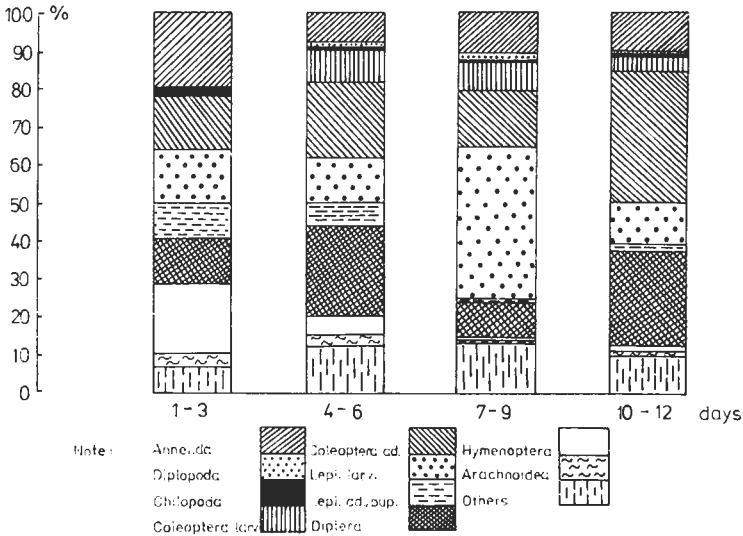 100 %
90
80
70
60
50
40
30
20
10
0
1-3 4-6 7-9 10-12 days
Note: Annelida Coleoptera ad. Hymenoptera
Diplopoda Lepi. larv. Arachnoidea
Chilopoda Lepi. ad., pup. Others
Coleoptera larv. Diptera